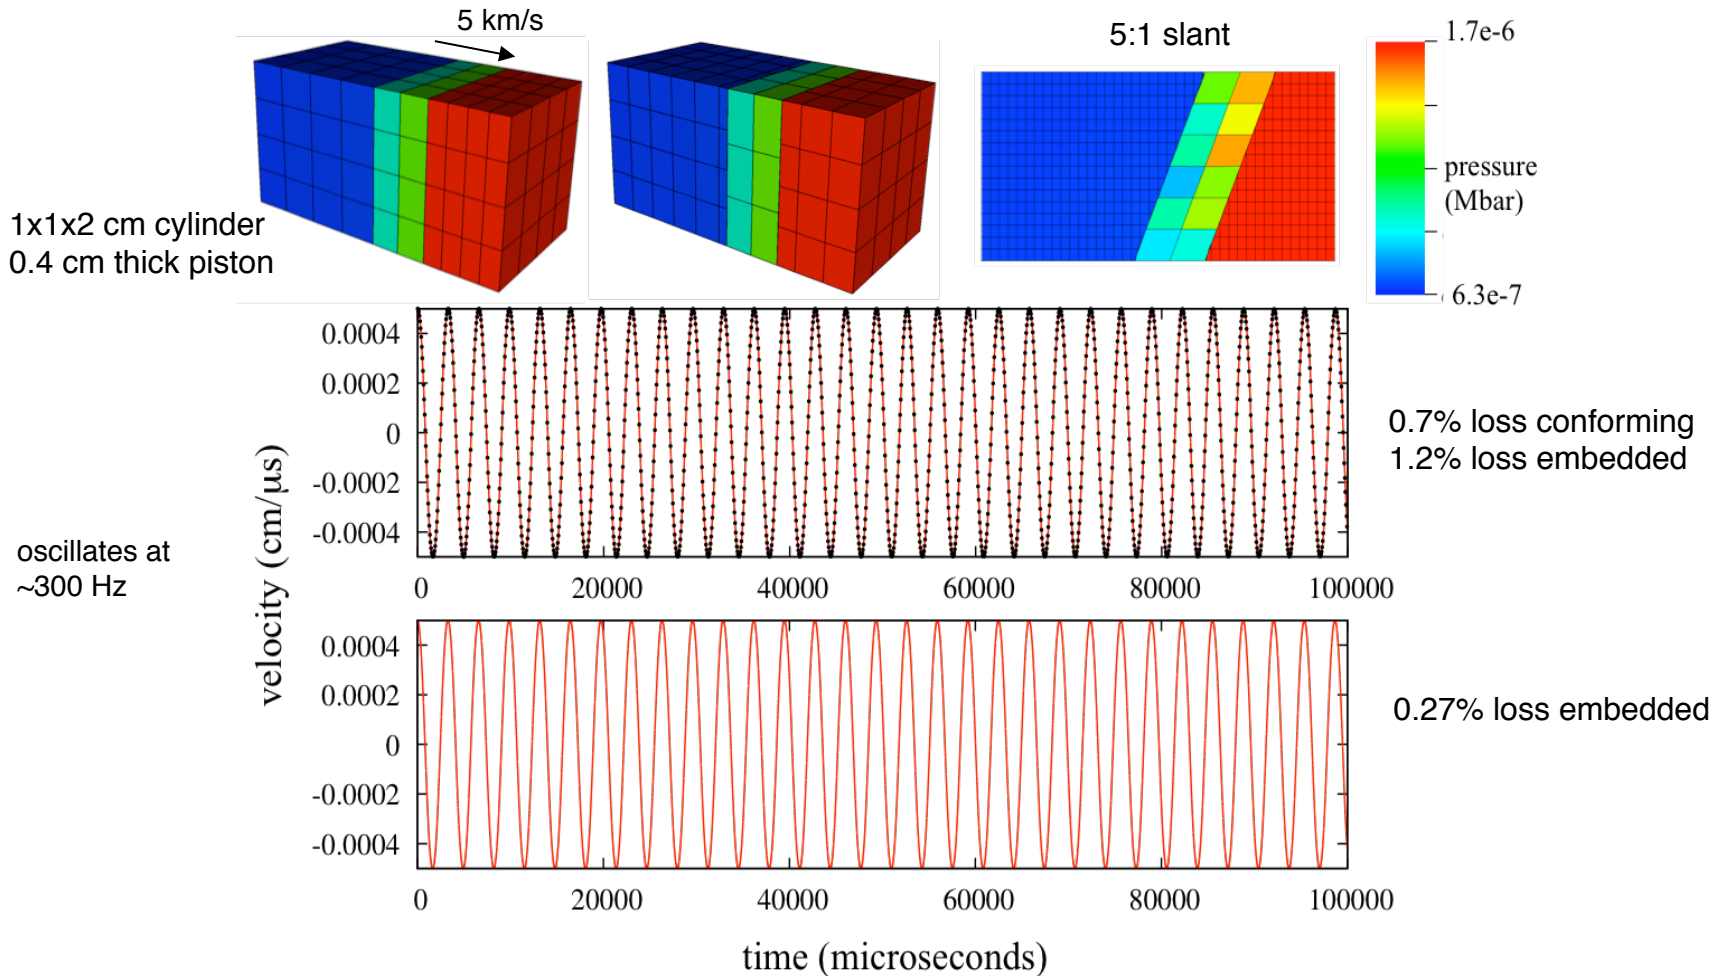 5 km/s
5:1 slant
1.7e-6
pressure
(Mbar)
6.3e-7
1x1x2 cm cylinder
0.4 cm thick piston
0.0004
0.0002
0
-0.0002
-0.0004
0 20000 40000 60000 80000 100000
0.7% loss conforming
1.2% loss embedded
oscillates at
~300 Hz
velocity (cm/µs)
0.0004
0.0002
0
-0.0002
-0.0004
0 20000 40000 60000 80000 100000
0.27% loss embedded
time (microseconds)